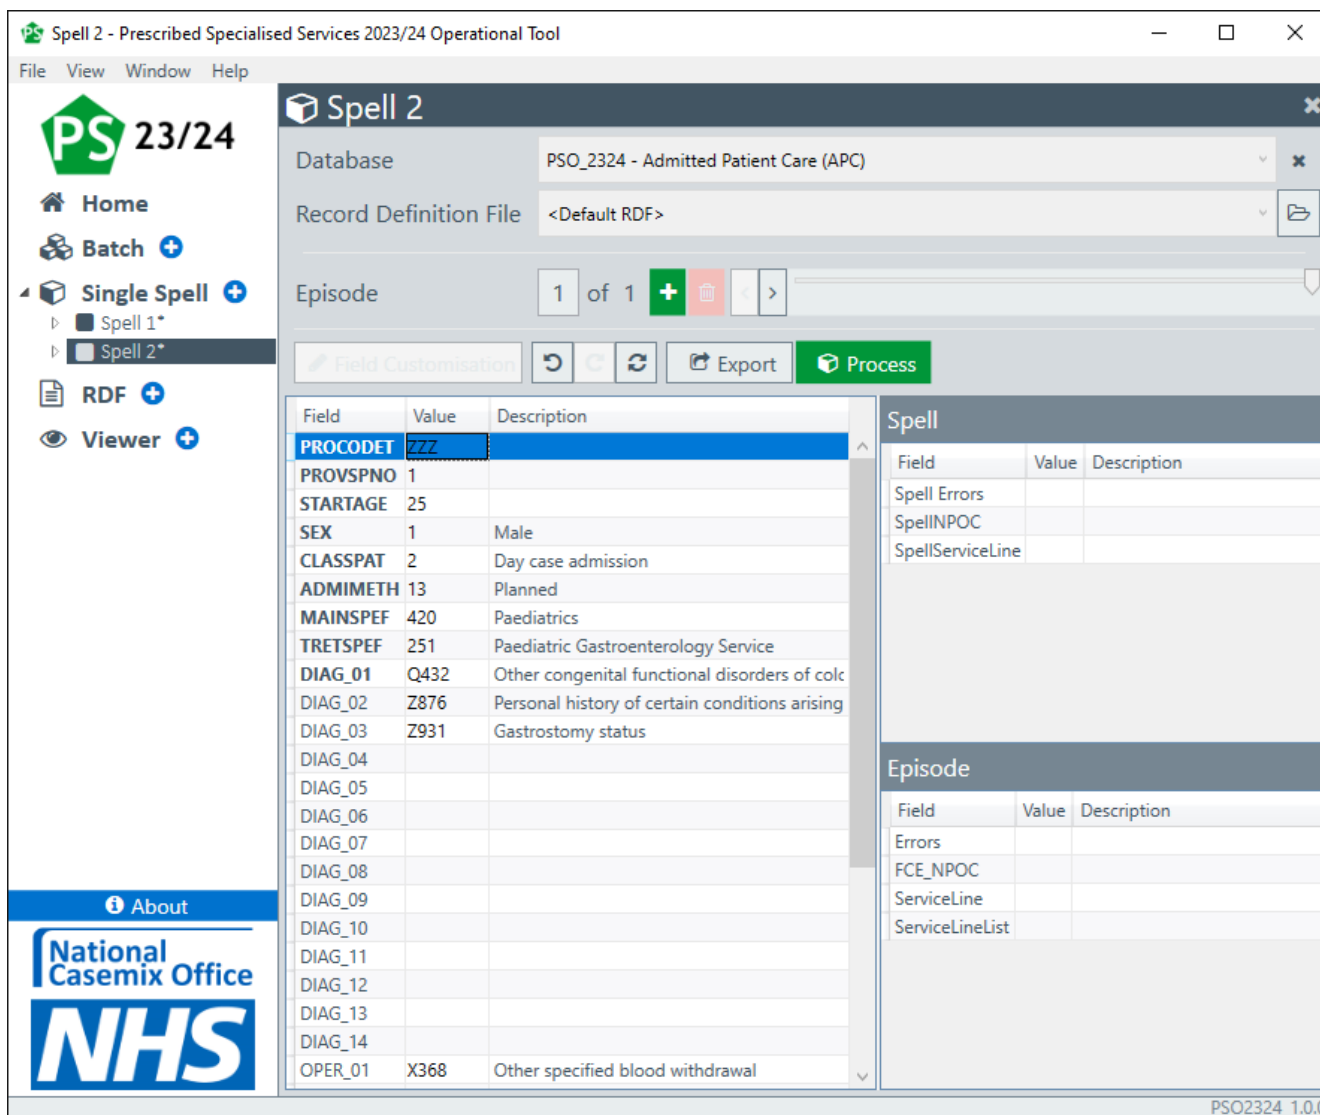 Spell 2 - Prescribed Specialised Services 2023/24 Operational Tool
File View Window Help
PS 23/24
Home
Batch
Single Spell
Spell 1*
Spell 2*
RDF
Viewer
About
National
Casemix Office
NHS
Spell 2
Database PSO_2324 - Admitted Patient Care (APC)
Record Definition File <Default RDF>
Episode 1 of 1
Field Customisation Export Process
Field Value Description
PROCODET ZZZ
PROVSPNO 1
STARTAGE 25
SEX 1 Male
CLASSPAT 2 Day case admission
ADMIMETH 13 Planned
MAINSPEF 420 Paediatrics
TRETSPEF 251 Paediatric Gastroenterology Service
DIAG_01 Q432 Other congenital functional disorders of colo
DIAG_02 Z876 Personal history of certain conditions arising
DIAG_03 Z931 Gastrostomy status
DIAG_04
DIAG_05
DIAG_06
DIAG_07
DIAG_08
DIAG_09
DIAG_10
DIAG_11
DIAG_12
DIAG_13
DIAG_14
OPER_01 X368 Other specified blood withdrawal
Spell
Field Value Description
Spell Errors
SpellNPOC
SpellServiceLine
Episode
Field Value Description
Errors
FCE_NPOC
ServiceLine
ServiceLineList
PSO2324 1.0.0